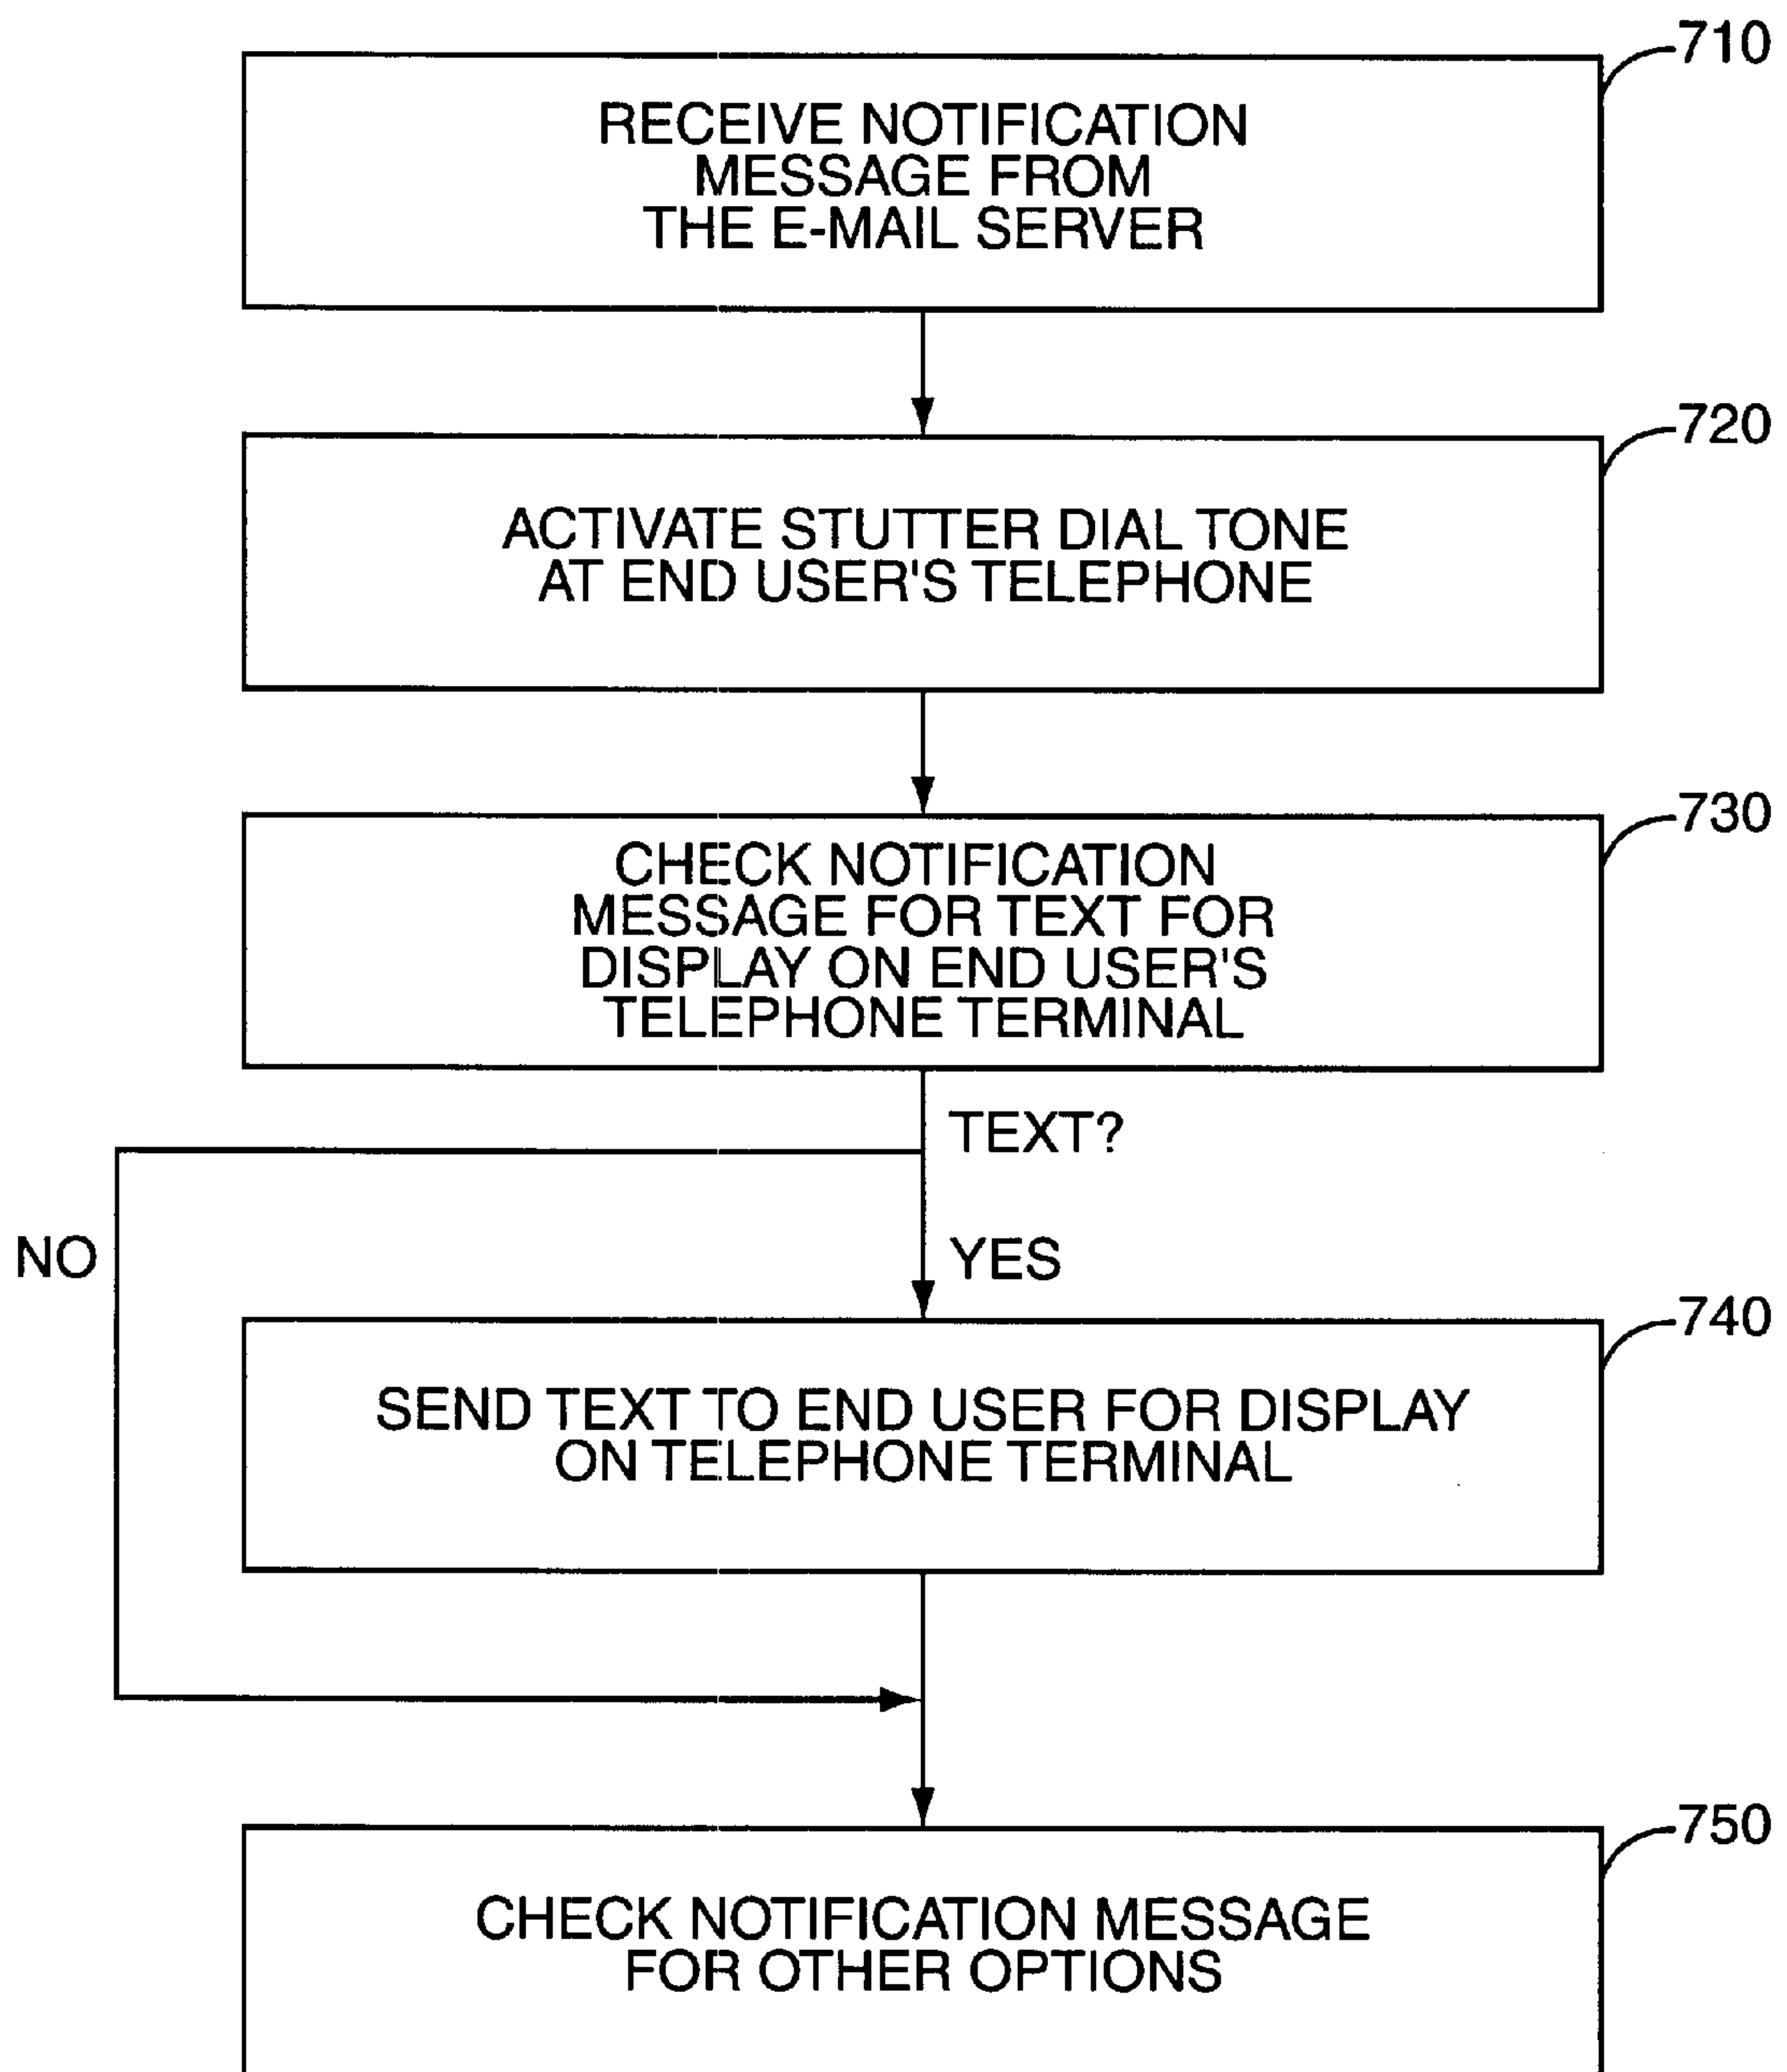 710
RECEIVE NOTIFICATION
MESSAGE FROM
THE E-MAIL SERVER
720
ACTIVATE STUTTER DIAL TONE
AT END USER'S TELEPHONE
730
CHECK NOTIFICATION
MESSAGE FOR TEXT FOR
DISPLAY ON END USER'S
TELEPHONE TERMINAL
TEXT?
NO
YES
740
SEND TEXT TO END USER FOR DISPLAY
ON TELEPHONE TERMINAL
750
CHECK NOTIFICATION MESSAGE
FOR OTHER OPTIONS